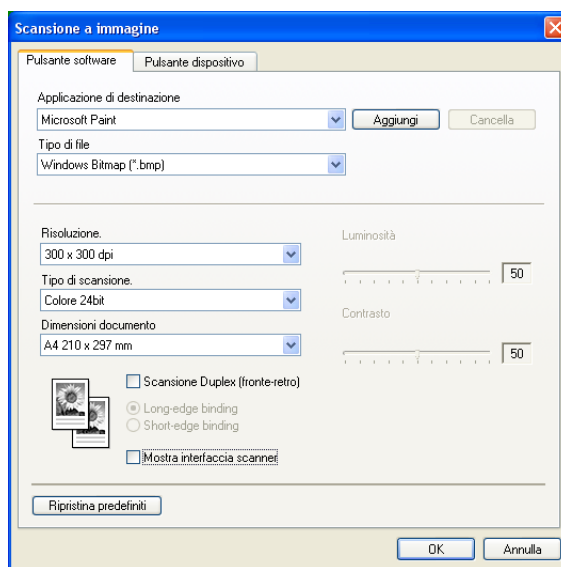 Scansione a immagine
Pulsante software
Pulsante dispositivo
Applicazione di destinazione
Microsoft Paint
Aggiungi
Cancella
Tipo di file
Windows Bitmap (*.bmp)
Risoluzione.
300 x 300 dpi
Luminosità
50
Tipo di scansione.
Colore 24bit
Contrasto
Dimensioni documento
A4 210 x 297 mm
50
Scansione Duplex (fronte-retro)
Long-edge binding
Short-edge binding
Mostra interfaccia scanner
Ripristina predefiniti
OK
Annulla